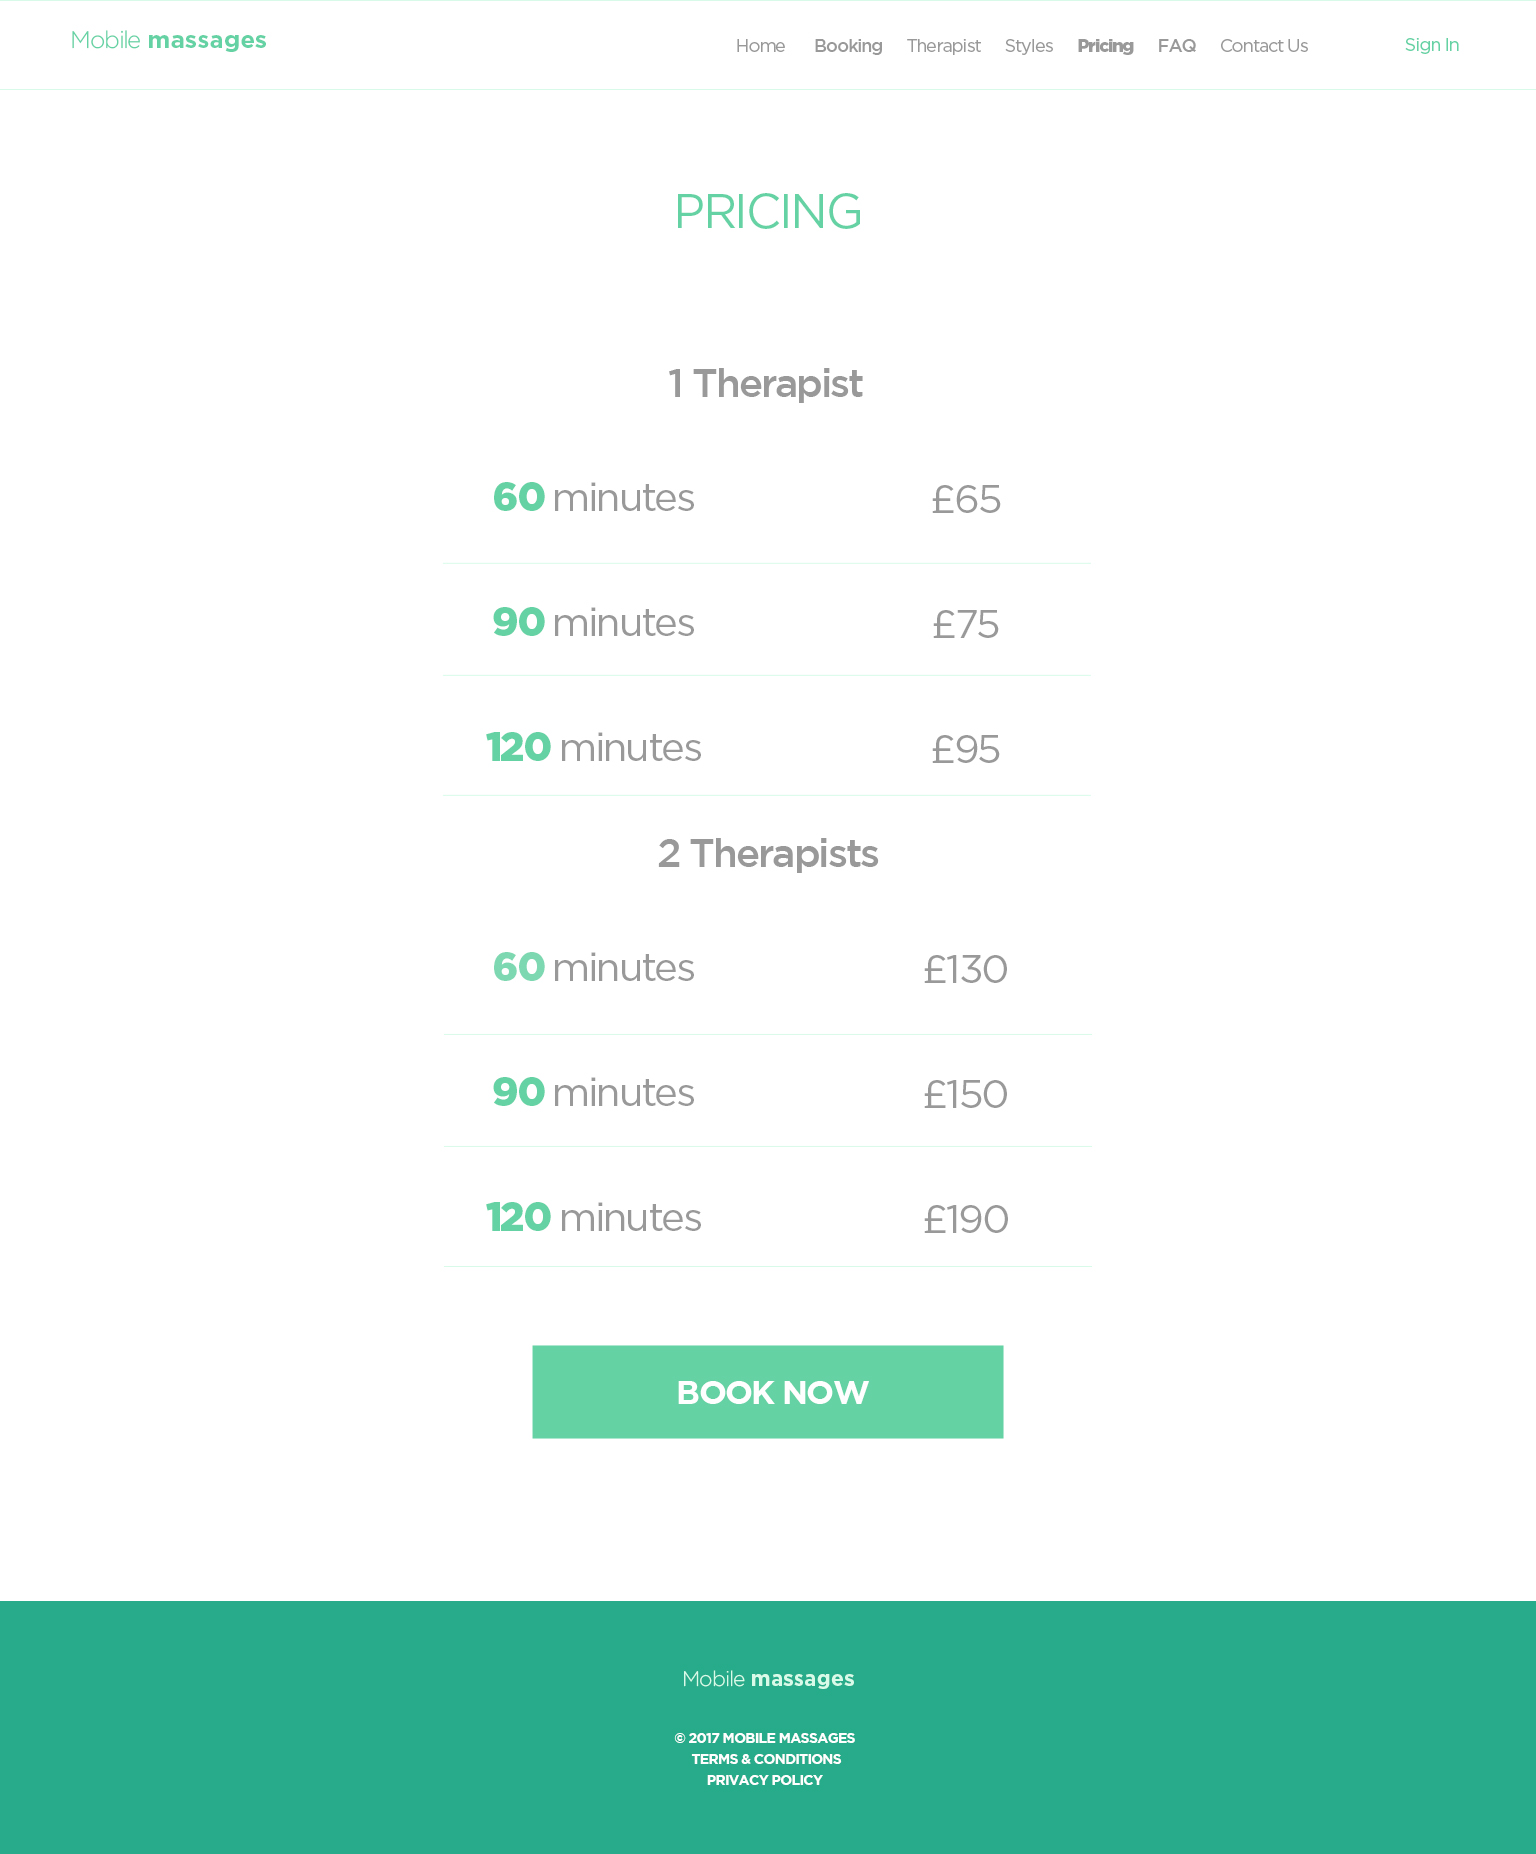 Mobile massages
Home Booking Therapist Styles Pricing FAQ Contact Us Sign In
PRICING
1 Therapist
60 minutes £65
90 minutes £75
120 minutes £95
2 Therapists
60 minutes £130
90 minutes £150
120 minutes £190
BOOK NOW
Mobile massages
© 2017 MOBILE MASSAGES
TERMS & CONDITIONS
PRIVACY POLICY